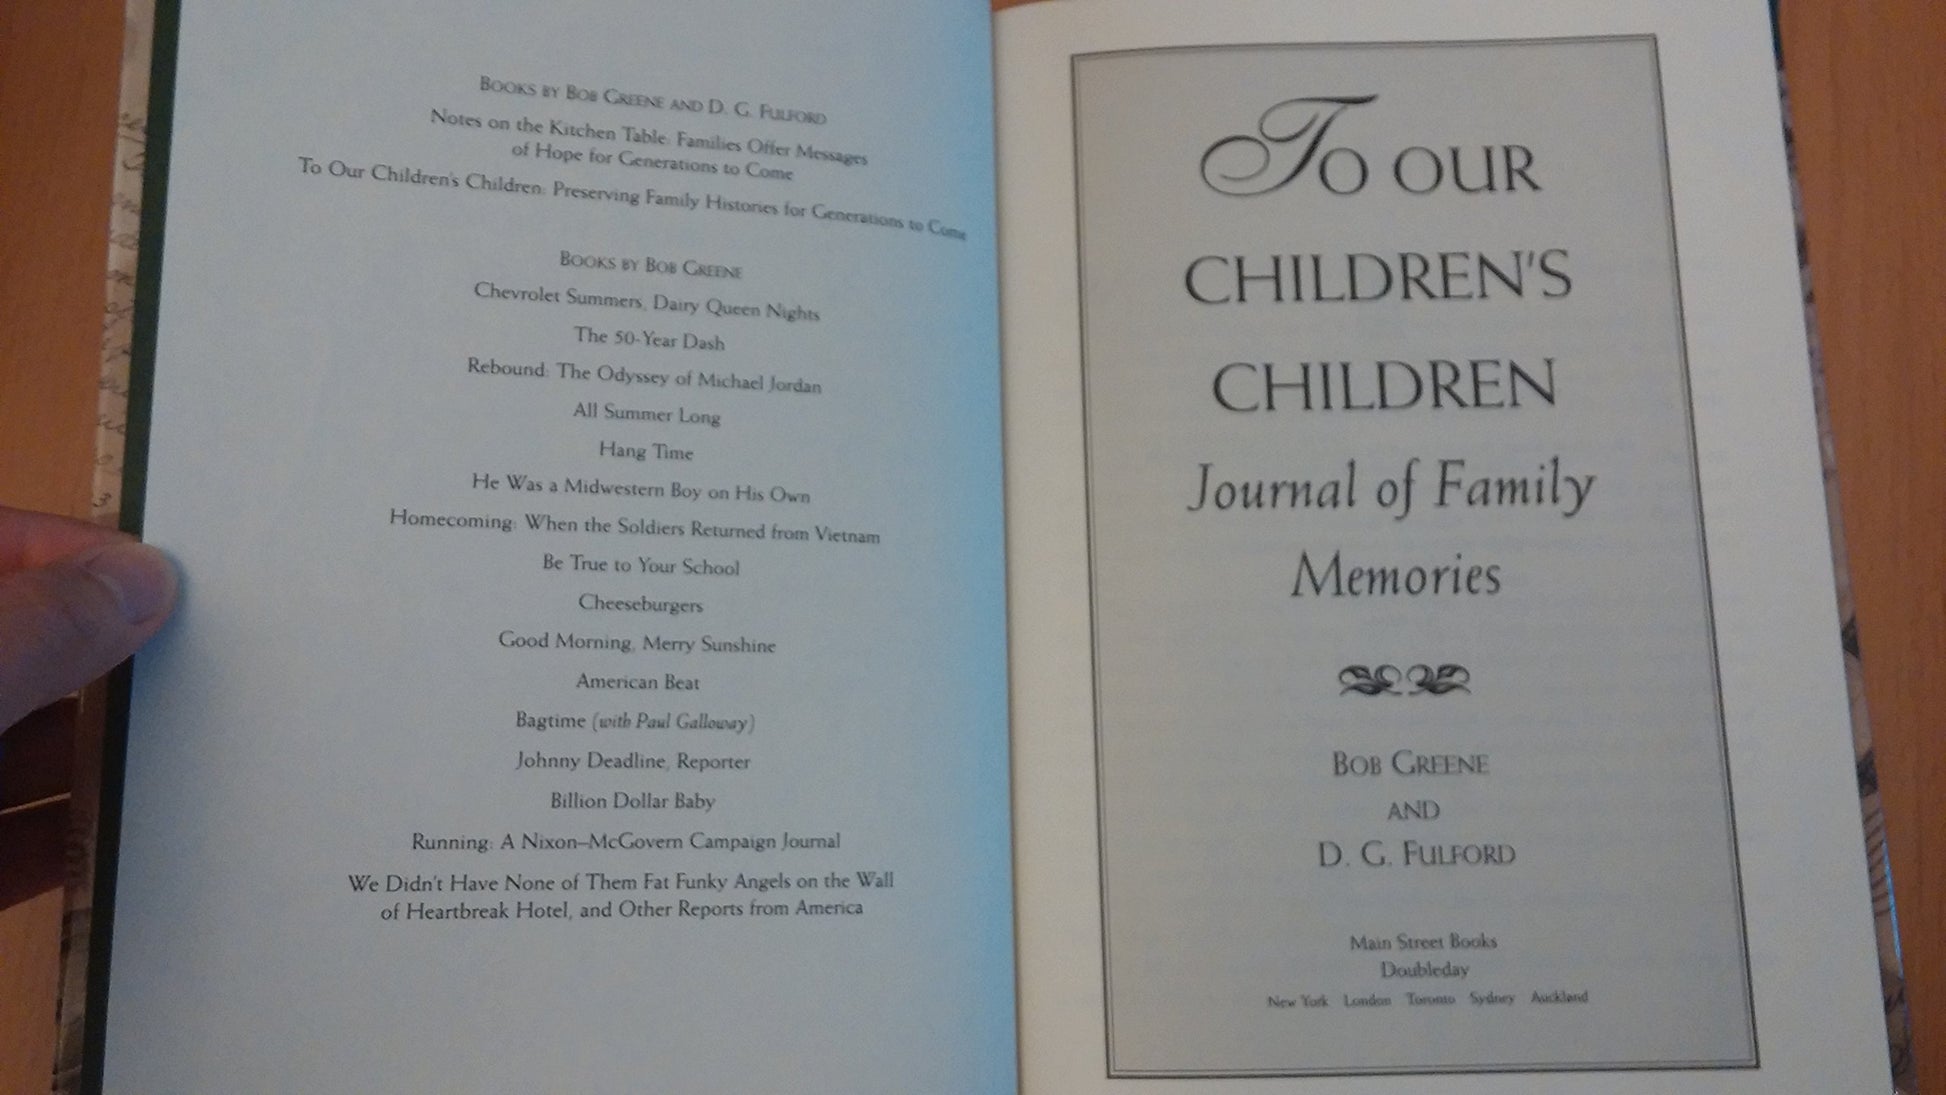 BOOKS BY BOB GREENE AND D. G. FULFORD
Notes on the Kitchen Table: Families Offer Messages
of Hope for Generations to Come
To Our Children's Children: Preserving Family Histories for Generations to Come
BOOKS BY BOB GREENE
Chevrolet Summers, Dairy Queen Nights
The 50-Year Dash
Rebound: The Odyssey of Michael Jordan
All Summer Long
Hang Time
He Was a Midwestern Boy on His Own
Homecoming: When the Soldiers Returned from Vietnam
Be True to Your School
Cheeseburgers
Good Morning, Merry Sunshine
American Beat
Bagtime (with Paul Galloway)
Johnny Deadline, Reporter
Billion Dollar Baby
Running: A Nixon–McGovern Campaign Journal
We Didn't Have None of Them Fat Funky Angels on the Wall
of Heartbreak Hotel, and Other Reports from America
TO OUR
CHILDREN'S
CHILDREN
Journal of Family
Memories
BOB GREENE
AND
D. G. FULFORD
Main Street Books
Doubleday
New York London Toronto Sydney Auckland